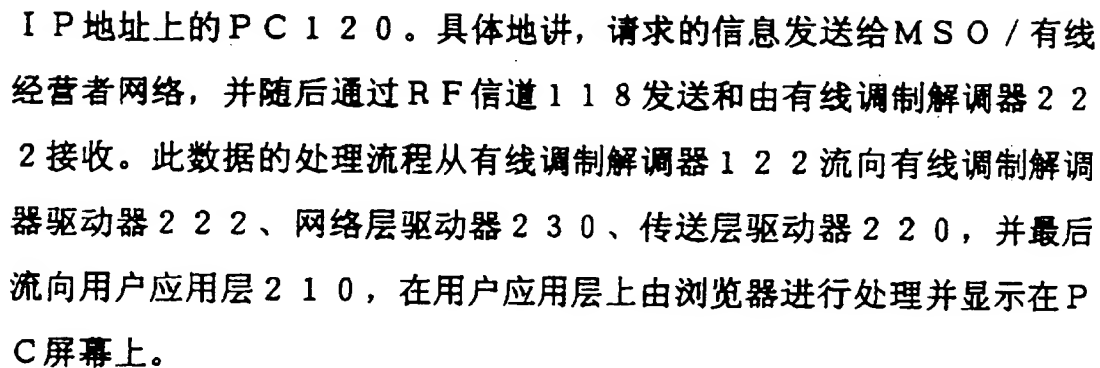 IP地址上的PC120。具体地讲，请求的信息发送给MSO/有线
经营者网络，并随后通过RF信道118发送和由有线调制解调器22
2接收。此数据的处理流程从有线调制解调器122流向有线调制解调
器驱动器222、网络层驱动器230、传送层驱动器220，并最后
流向用户应用层210，在用户应用层上由浏览器进行处理并显示在P
C屏幕上。